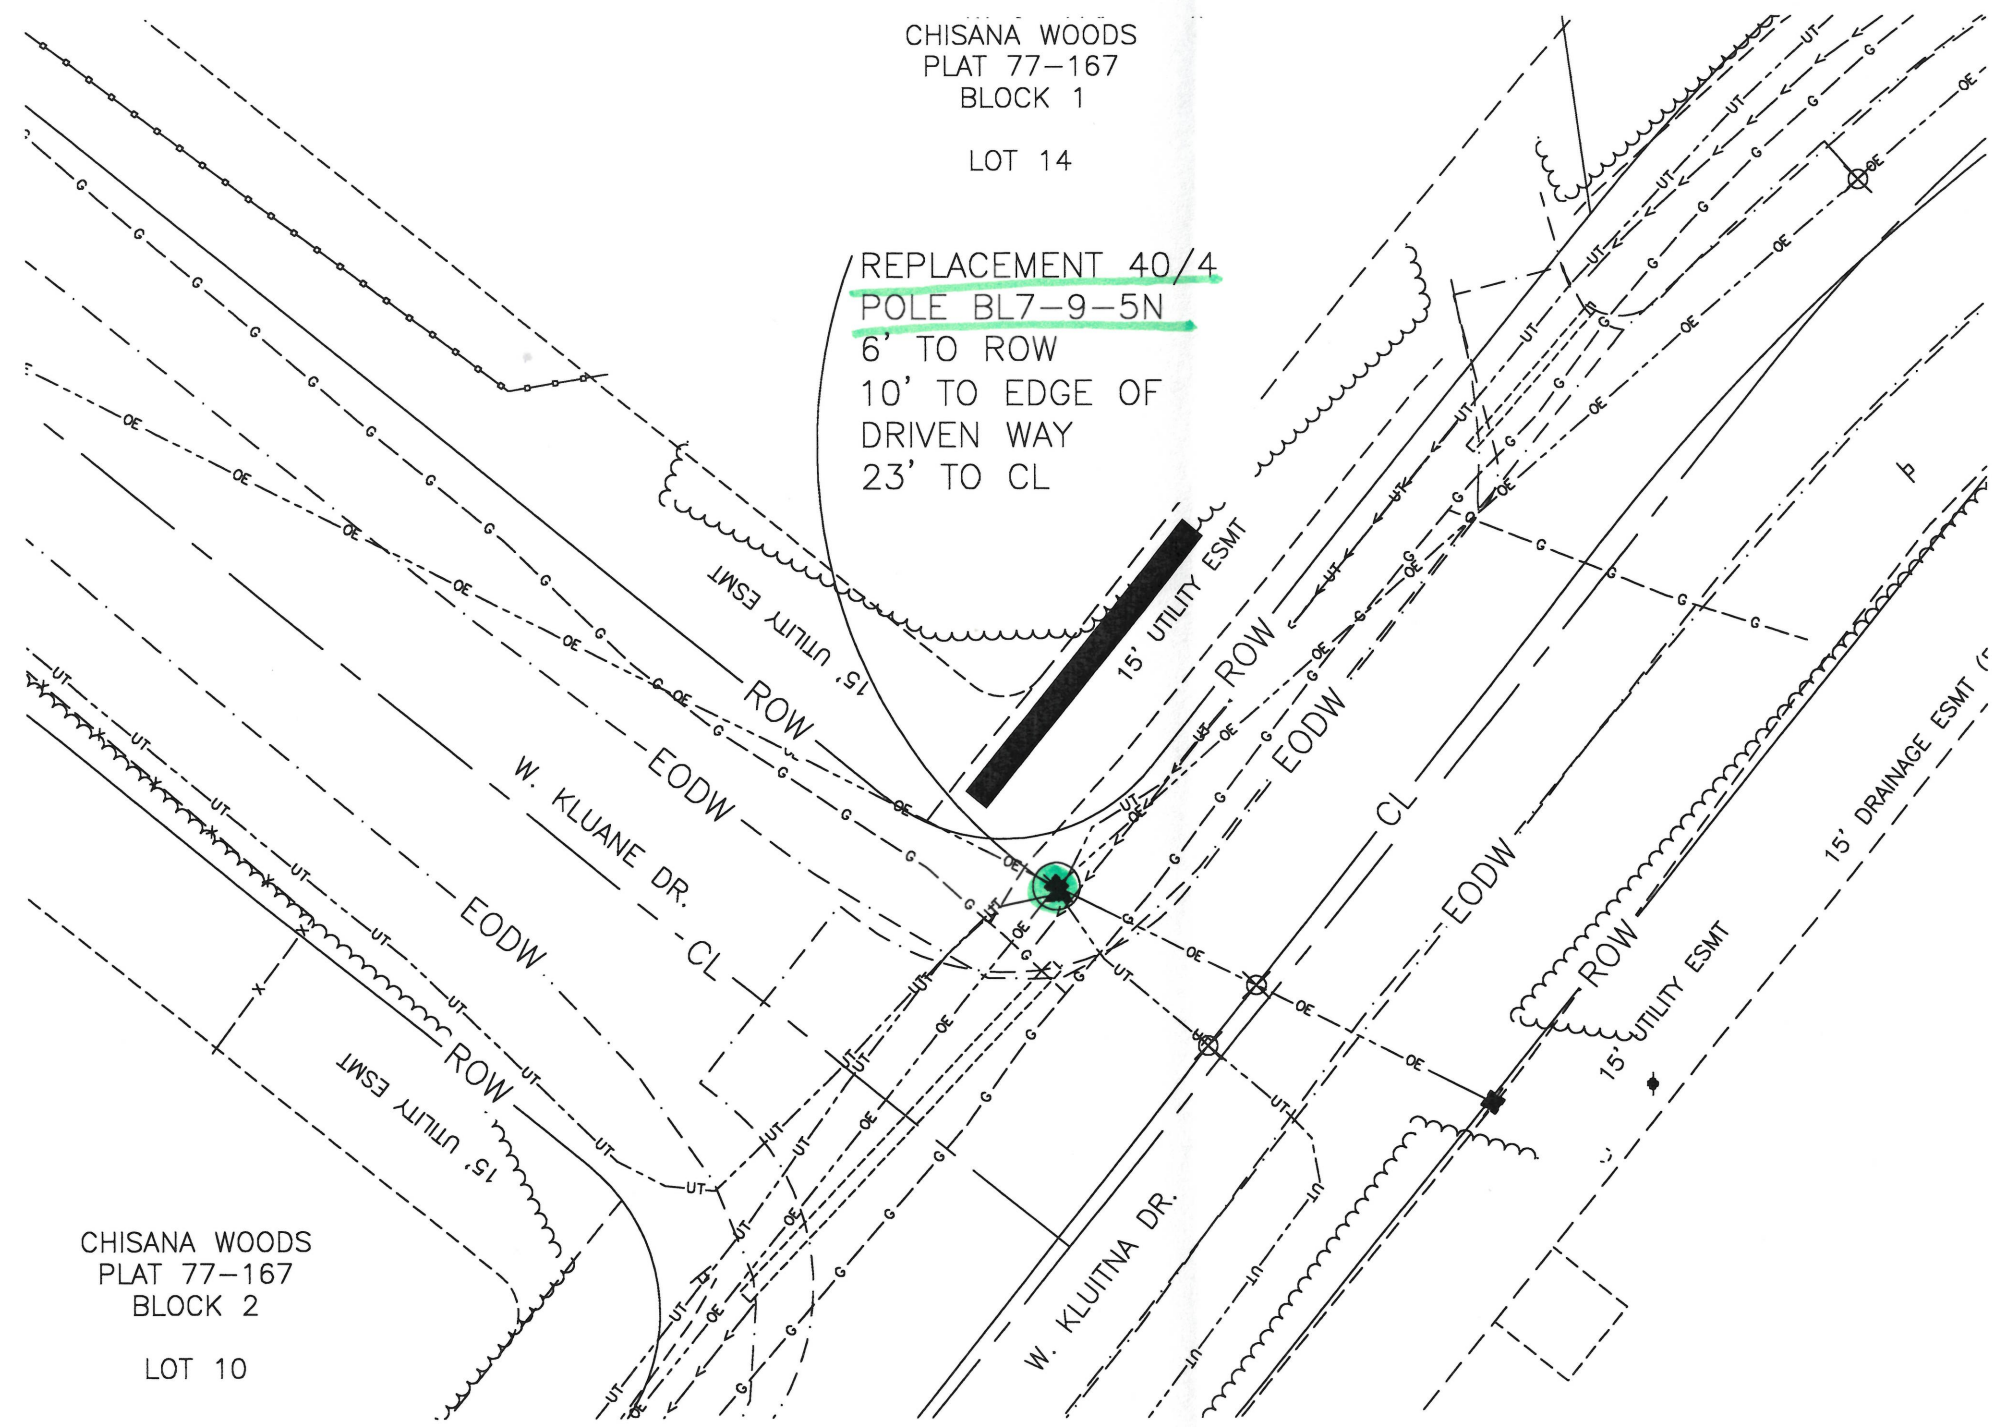 CHISANA WOODS
PLAT 77-167
BLOCK 1
LOT 14
REPLACEMENT 40/4
POLE BL7-9-5N
6' TO ROW
10' TO EDGE OF
DRIVEN WAY
23' TO CL
15' UTILITY ESMT
15' UTILITY ESMT
ROW
ROW
EODW
EODW
W. KLUANE DR.
CL
EODW
CL
EODW
ROW
15' DRAINAGE ESMT
15' UTILITY ESMT
ROW
15' UTILITY ESMT
W. KLUITNA DR.
CHISANA WOODS
PLAT 77-167
BLOCK 2
LOT 10
G
OE
UT